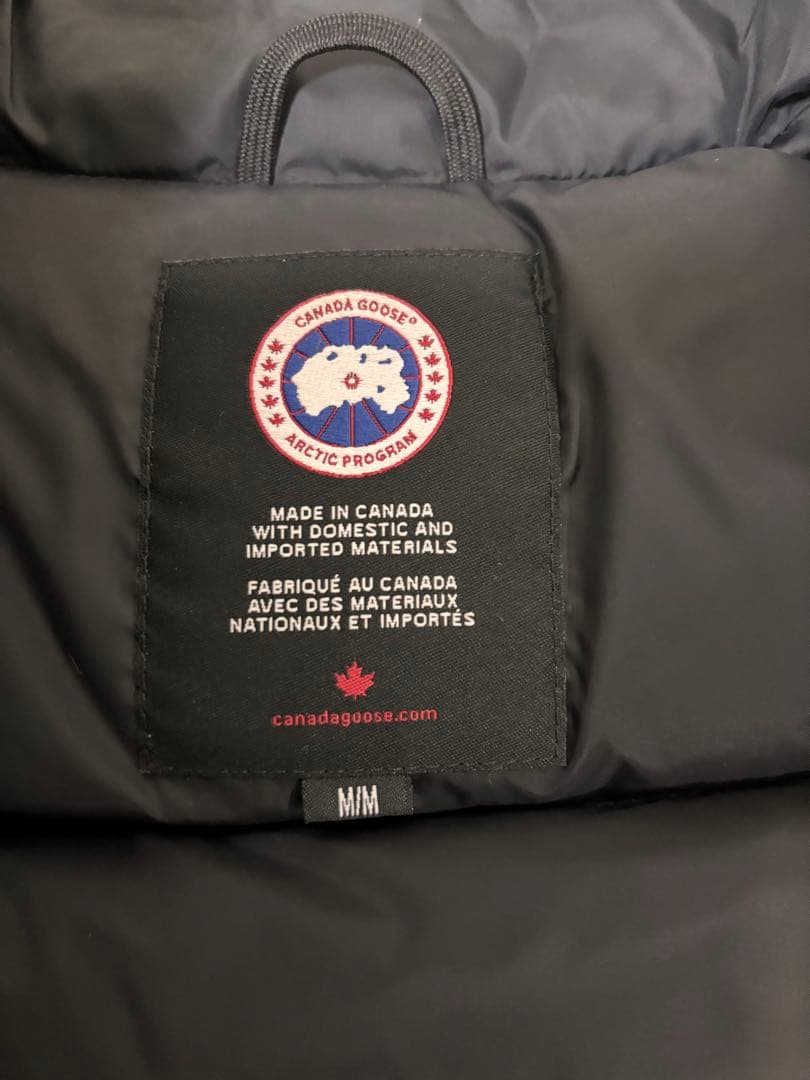 CANADA GOOSE®
ARCTIC PROGRAM
MADE IN CANADA
WITH DOMESTIC AND
IMPORTED MATERIALS
FABRIQUÉ AU CANADA
AVEC DES MATERIAUX
NATIONAUX ET IMPORTÉS
canadagoose.com
M/M